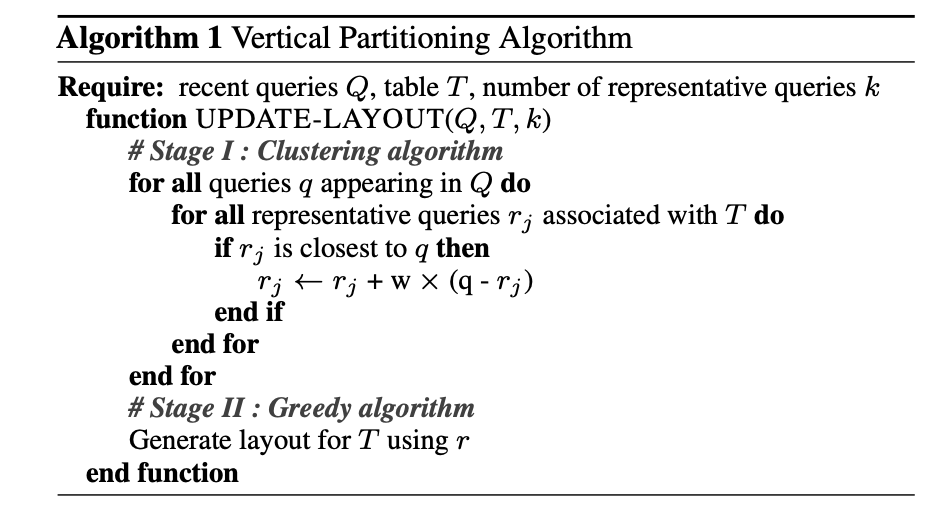 Algorithm 1 Vertical Partitioning Algorithm
Require: recent queries Q, table T, number of representative queries k
function UPDATE-LAYOUT(Q, T, k)
# Stage I : Clustering algorithm
for all queries q appearing in Q do
for all representative queries r_j associated with T do
if r_j is closest to q then
r_j ← r_j + w × (q - r_j)
end if
end for
end for
# Stage II : Greedy algorithm
Generate layout for T using r
end function